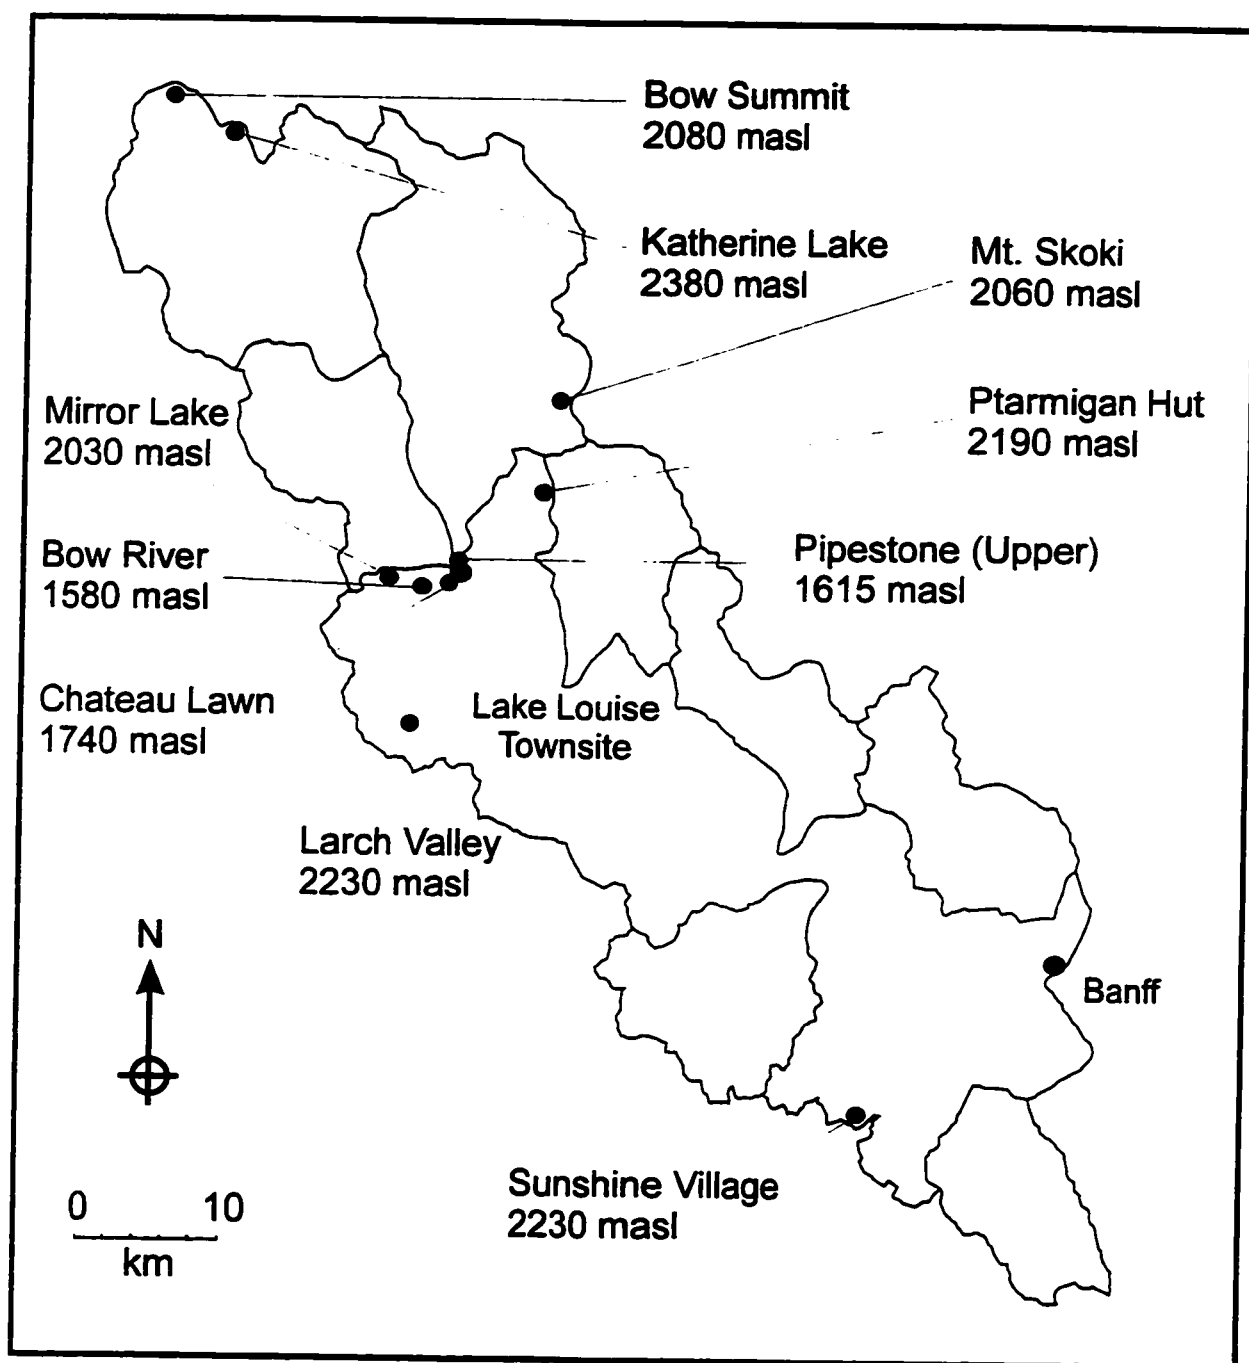 Bow Summit
2080 masl
Katherine Lake
2380 masl
Mt. Skoki
2060 masl
Mirror Lake
2030 masl
Ptarmigan Hut
2190 masl
Bow River
1580 masl
Pipestone (Upper)
1615 masl
Chateau Lawn
1740 masl
Lake Louise
Townsite
Larch Valley
2230 masl
N
Banff
Sunshine Village
2230 masl
0 10
km